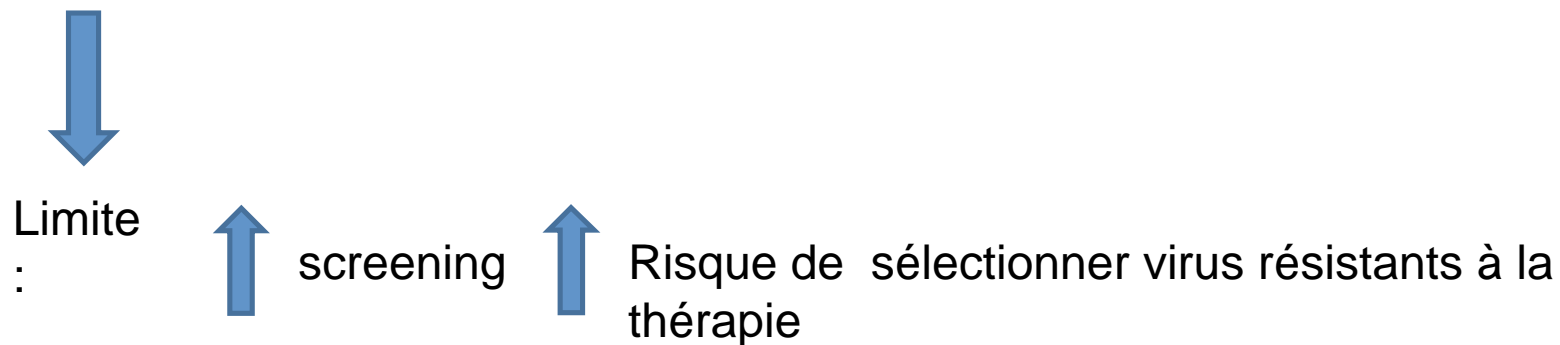 Limite
:
screening
Risque de sélectionner virus résistants à la
thérapie